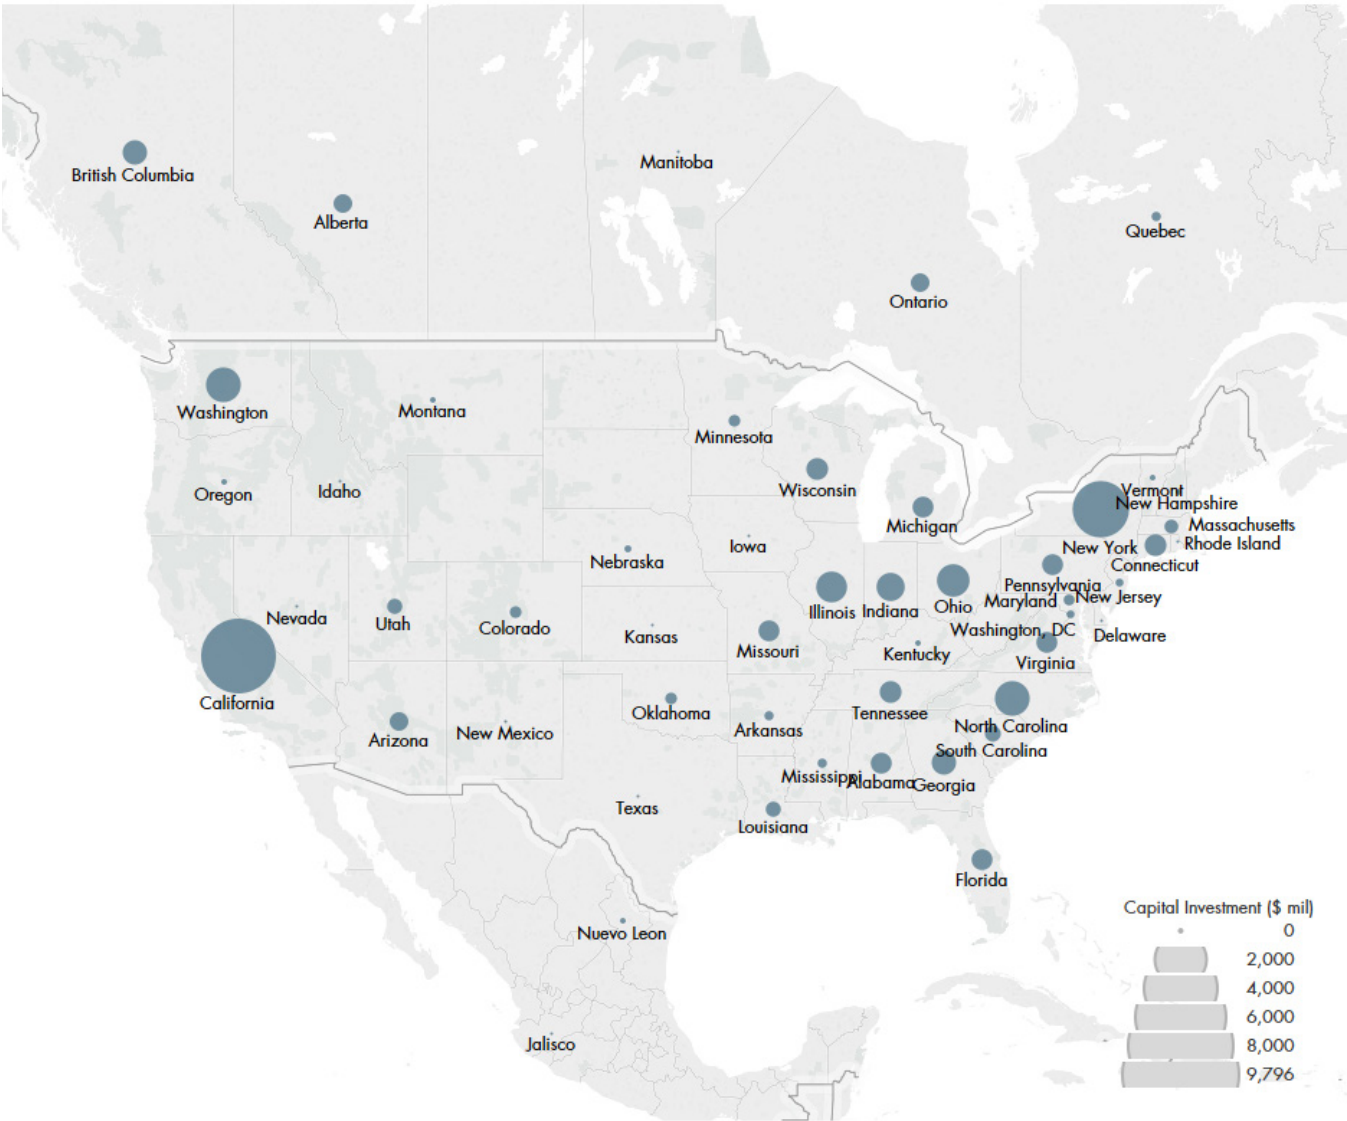 Manitoba
British Columbia
Alberta
Quebec
Ontario
Washington
Montana
Minnesota
Wisconsin
Oregon
Idaho
Vermont
New Hampshire
Michigan
Massachusetts
Iowa
New York
Rhode Island
Nebraska
Connecticut
Pennsylvania
Illinois
Indiana
Ohio
Maryland
New Jersey
Nevada
Utah
Colorado
Kansas
Washington, DC
Delaware
Missouri
Kentucky
Virginia
California
Oklahoma
Tennessee
North Carolina
Arizona
New Mexico
Arkansas
South Carolina
Mississippi
Alabama
Georgia
Texas
Louisiana
Florida
Nuevo Leon
Jalisco
Capital Investment ($ mil)
0
2,000
4,000
6,000
8,000
9,796